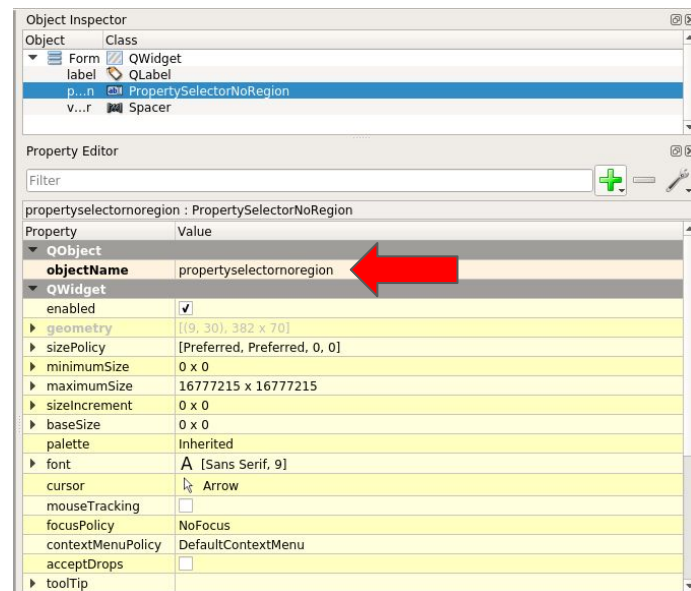 Object Inspector
Object Class
Form QWidget
label QLabel
p...n PropertySelectorNoRegion
v...r Spacer
Property Editor
Filter
propertyselectornoregion : PropertySelectorNoRegion
Property Value
QObject
objectName propertyselectornoregion
QWidget
enabled
geometry [(9, 30), 382 x 70]
sizePolicy [Preferred, Preferred, 0, 0]
minimumSize 0 x 0
maximumSize 16777215 x 16777215
sizeIncrement 0 x 0
baseSize 0 x 0
palette Inherited
font A [Sans Serif, 9]
cursor Arrow
mouseTracking
focusPolicy NoFocus
contextMenuPolicy DefaultContextMenu
acceptDrops
toolTip